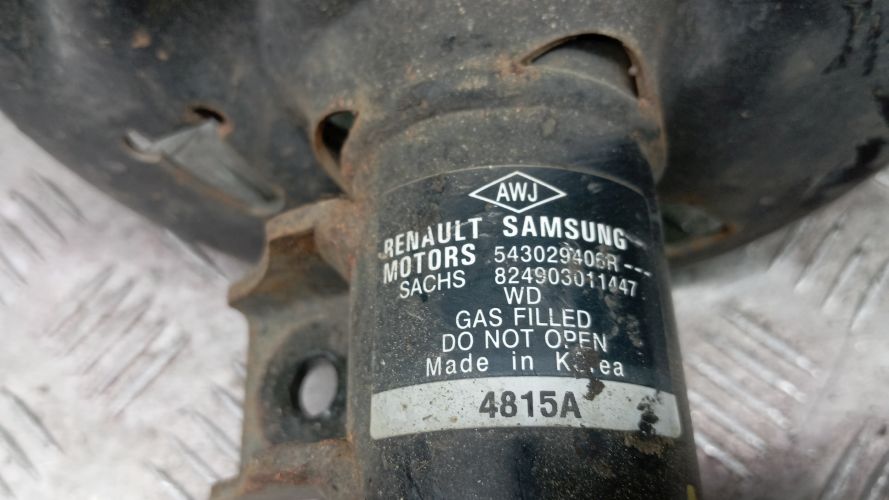 AWJ
RENAULT SAMSUNG
MOTORS 543029406R ---
SACHS 824903011447
WD
GAS FILLED
DO NOT OPEN
Made in Korea
4815A